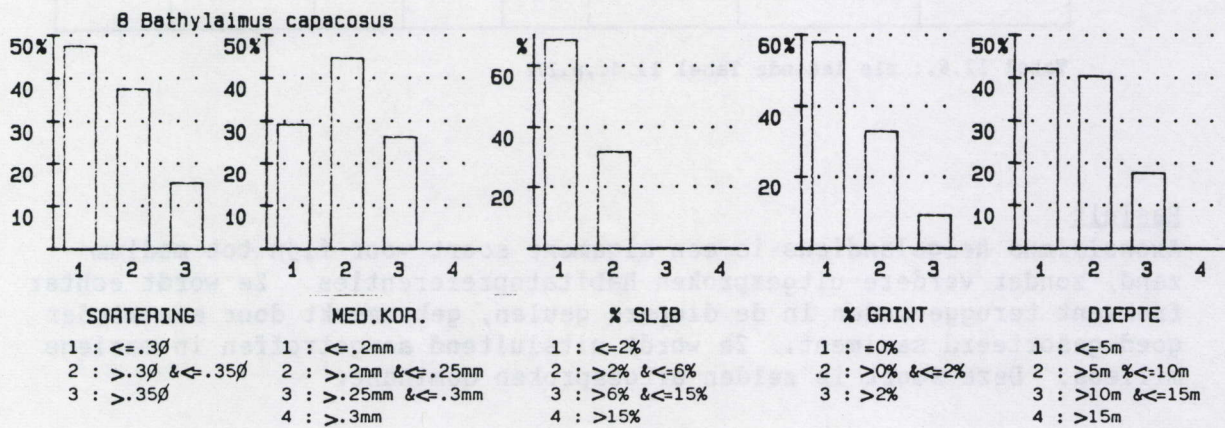 8 Bathylaimus capacosus
50% 50% % 60% 50%
40 40 60 40 40
30 30 40 20 30
20 20 20 20
10 10 10
1 2 3 1 2 3 4 1 2 3 4 1 2 3 1 2 3 4
SORTERING MED.KOR. % SLIB % GRINT DIEPTE
1 : <=.3Ø 1 : <=.2mm 1 : <=2% 1 : =0% 1 : <=5m
2 : >.3Ø &<=.35Ø 2 : >.2mm &<=.25mm 2 : >2% &<=6% 2 : >0% &<=2% 2 : >5m %<=10m
3 : >.35Ø 3 : >.25mm &<=.3mm 3 : >6% &<=15% 3 : >2% 3 : >10m &<=15m
4 : >.3mm 4 : >15% 4 : >15m